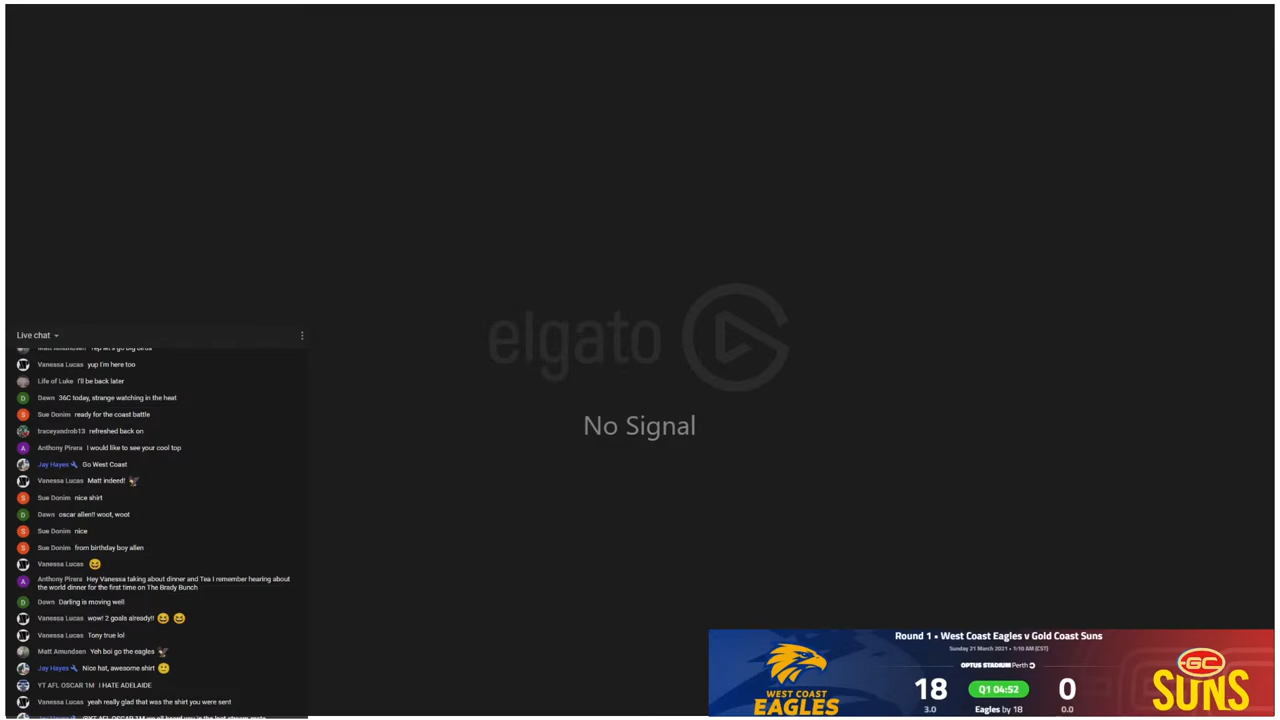 elgato
No Signal
Live chat
Matt Amundsen Yep let's go big birds
Vanessa Lucas yup I'm here too
Life of Luke I'll be back later
Dawn 36C today, strange watching in the heat
Sue Donim ready for the coast battle
traceyandrob13 refreshed back on
Anthony Pirera I would like to see your cool top
Jay Hayes Go West Coast
Vanessa Lucas Matt indeed!
Sue Donim nice shirt
Dawn oscar allen!! woot, woot
Sue Donim nice
Sue Donim from birthday boy allen
Vanessa Lucas
Anthony Pirera Hey Vanessa taking about dinner and Tea I remember hearing about
the world dinner for the first time on The Brady Bunch
Dawn Darling is moving well
Vanessa Lucas wow! 2 goals already!!
Vanessa Lucas Tony true lol
Matt Amundsen Yeh boi go the eagles
Jay Hayes Nice hat, awesome shirt
YT AFL OSCAR 1M I HATE ADELAIDE
Vanessa Lucas yeah really glad that was the shirt you were sent
Round 1 • West Coast Eagles v Gold Coast Suns
Sunday 21 March 2021 • 1:10 AM (CST)
OPTUS STADIUM Perth
WEST COAST
EAGLES
18 Q1 04:52 0
3.0 Eagles by 18 0.0
GC
SUNS